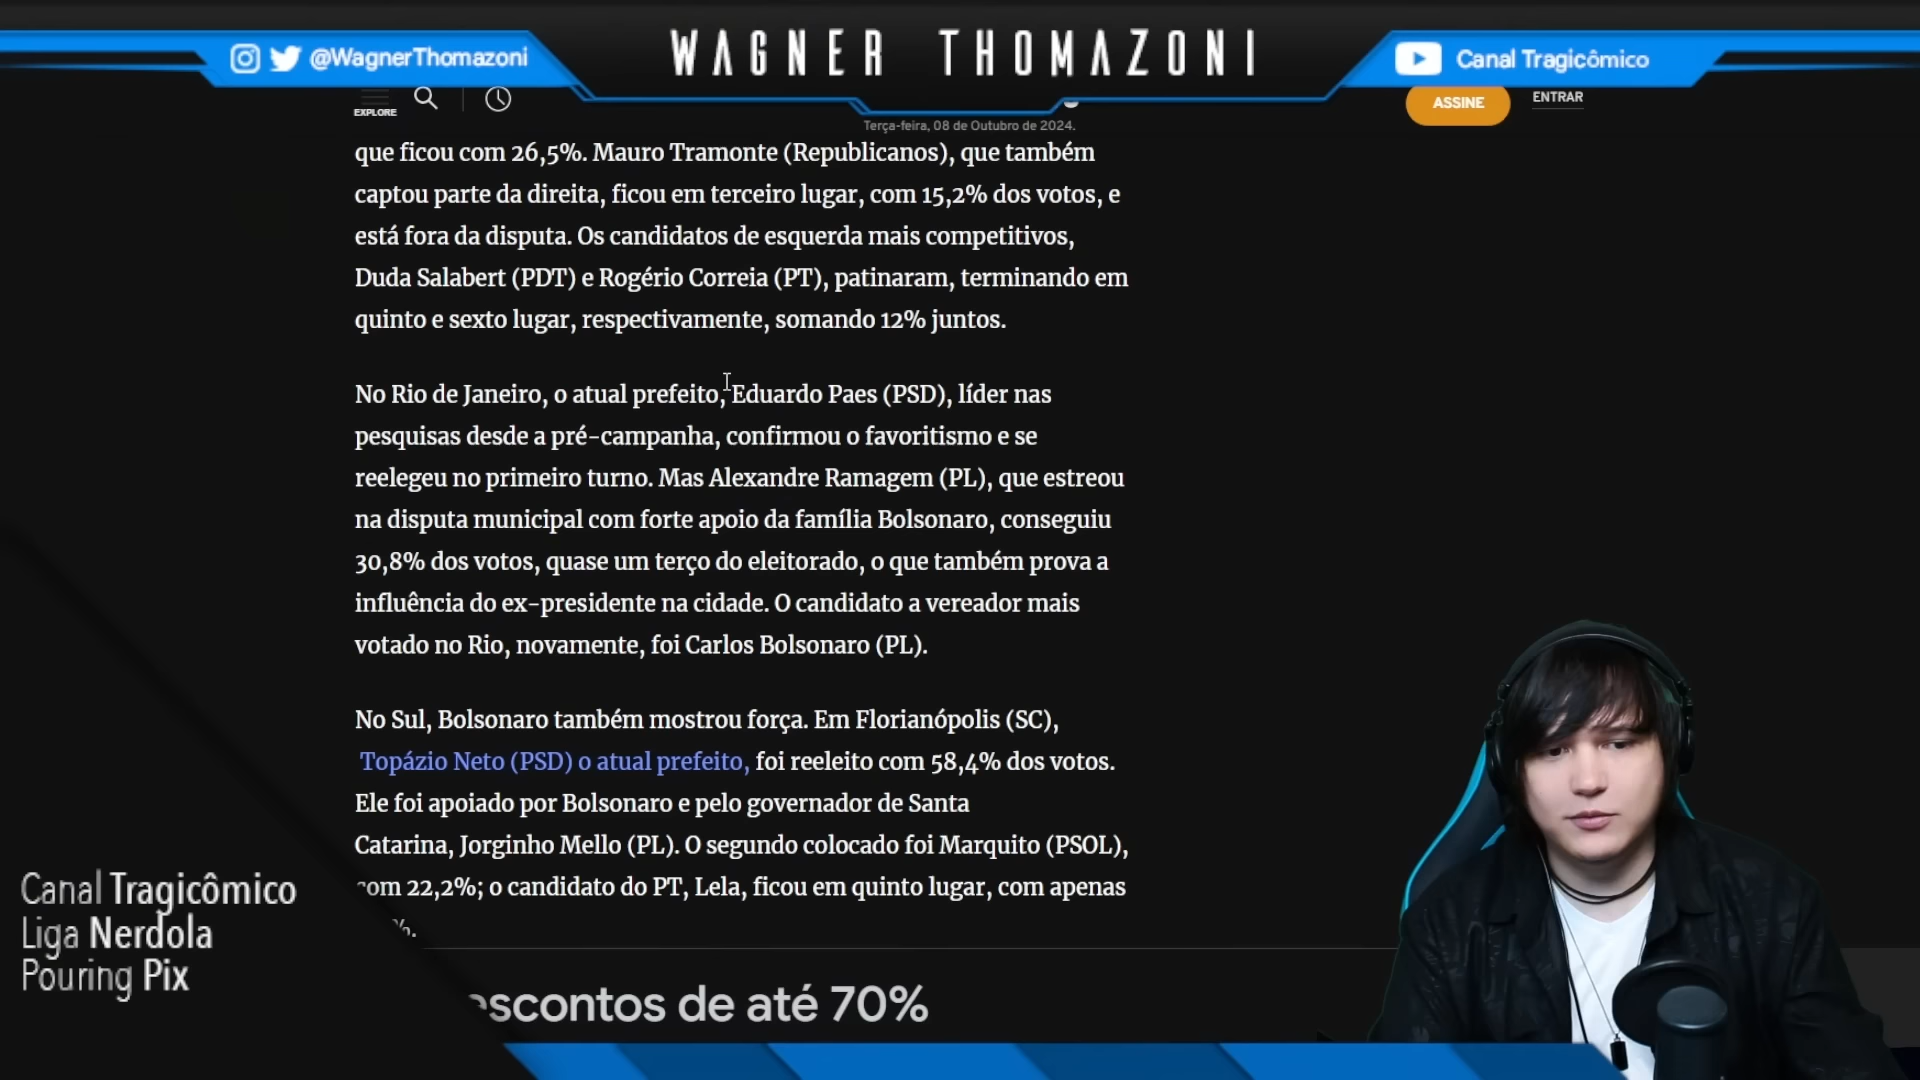 WAGNER THOMAZONI
@WagnerThomazoni
Canal Tragicômico
EXPLORE
ASSINE
ENTRAR
Terça-feira, 08 de Outubro de 2024.
que ficou com 26,5%. Mauro Tramonte (Republicanos), que também
captou parte da direita, ficou em terceiro lugar, com 15,2% dos votos, e
está fora da disputa. Os candidatos de esquerda mais competitivos,
Duda Salabert (PDT) e Rogério Correia (PT), patinaram, terminando em
quinto e sexto lugar, respectivamente, somando 12% juntos.
No Rio de Janeiro, o atual prefeito, Eduardo Paes (PSD), líder nas
pesquisas desde a pré-campanha, confirmou o favoritismo e se
reelegeu no primeiro turno. Mas Alexandre Ramagem (PL), que estreou
na disputa municipal com forte apoio da família Bolsonaro, conseguiu
30,8% dos votos, quase um terço do eleitorado, o que também prova a
influência do ex-presidente na cidade. O candidato a vereador mais
votado no Rio, novamente, foi Carlos Bolsonaro (PL).
No Sul, Bolsonaro também mostrou força. Em Florianópolis (SC),
Topázio Neto (PSD) o atual prefeito, foi reeleito com 58,4% dos votos.
Ele foi apoiado por Bolsonaro e pelo governador de Santa
Catarina, Jorginho Mello (PL). O segundo colocado foi Marquito (PSOL),
com 22,2%; o candidato do PT, Lela, ficou em quinto lugar, com apenas
%.
Canal Tragicômico
Liga Nerdola
Pouring Pix
escontos de até 70%